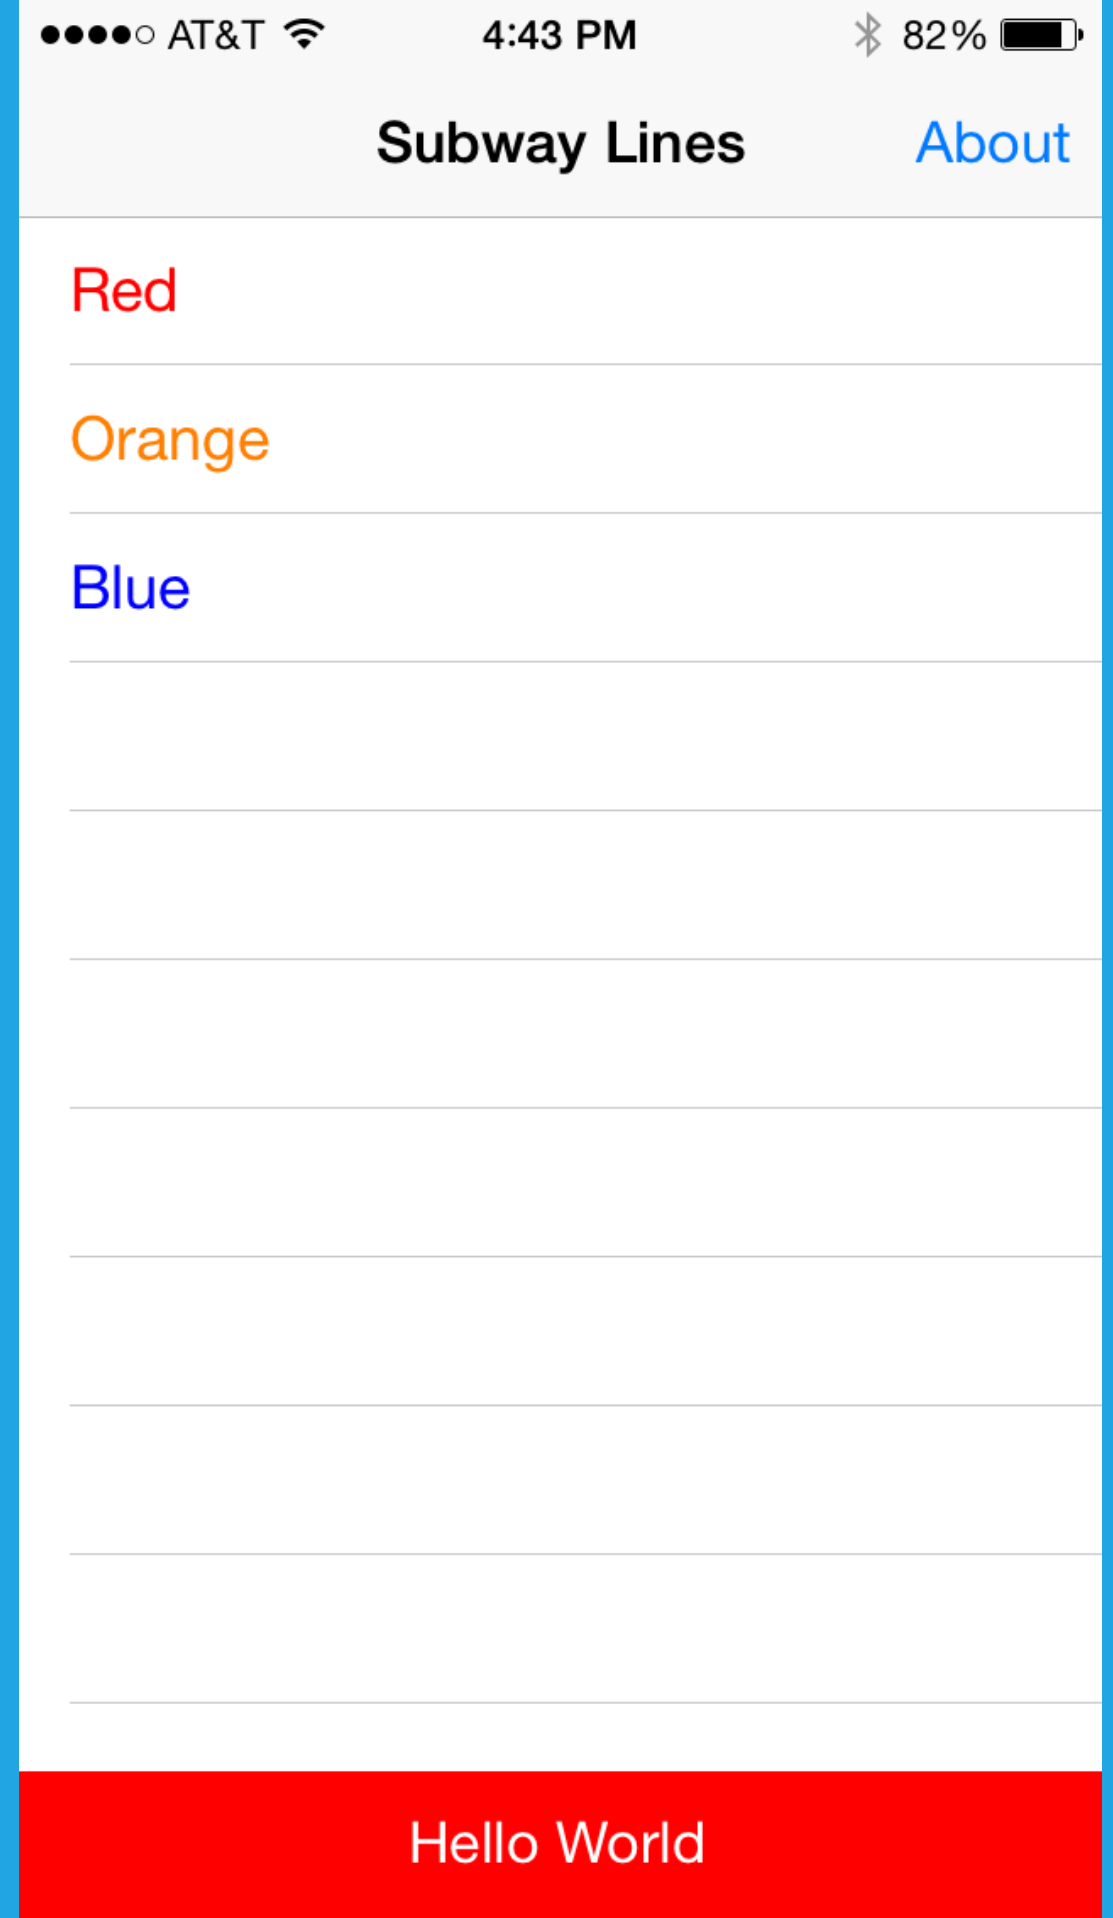 AT&T 4:43 PM 82%
Subway Lines About
Red
Orange
Blue
Hello World